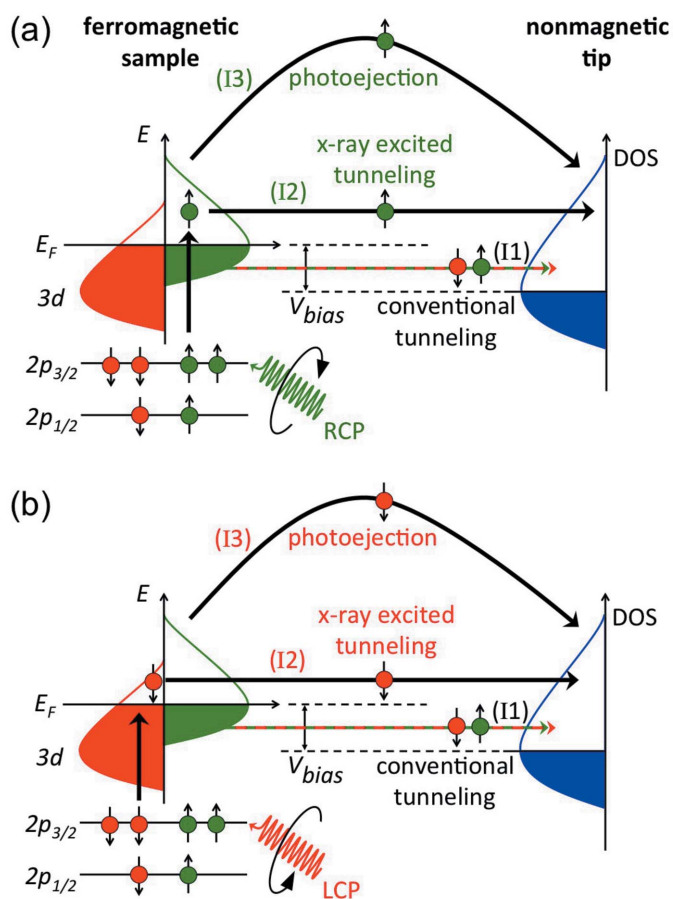 (a)
ferromagnetic
sample
nonmagnetic
tip
(I3)
photoejection
E
DOS
x-ray excited
tunneling
(I2)
E_F
(I1)
3d
V_bias
conventional
tunneling
2p_3/2
2p_1/2
RCP
(b)
(I3)
photoejection
E
DOS
x-ray excited
tunneling
(I2)
E_F
(I1)
3d
V_bias
conventional
tunneling
2p_3/2
2p_1/2
LCP